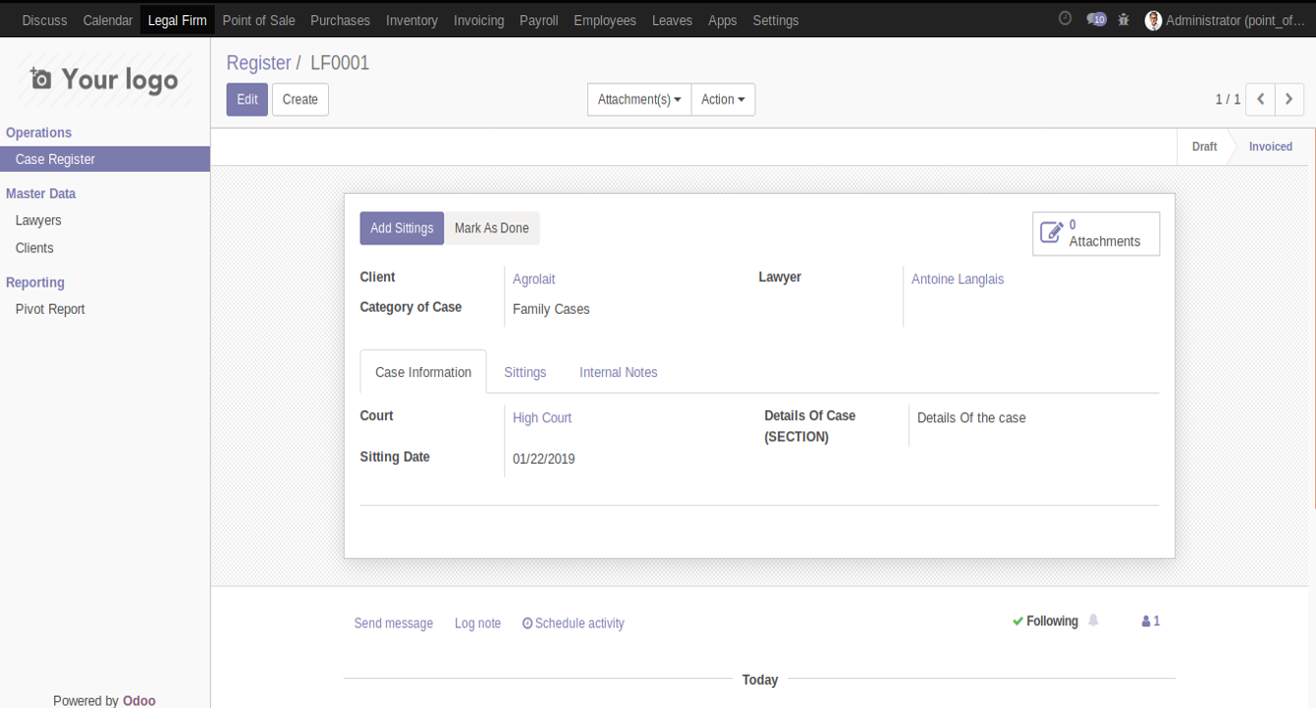 Discuss Calendar Legal Firm Point of Sale Purchases Inventory Invoicing Payroll Employees Leaves Apps Settings 10 Administrator (point_of...
Your logo
Operations
Case Register
Master Data
Lawyers
Clients
Reporting
Pivot Report
Powered by Odoo
Register / LF0001
Edit Create Attachment(s) Action 1 / 1
Draft Invoiced
Add Sittings Mark As Done
0
Attachments
Client Agrolait Lawyer Antoine Langlais
Category of Case Family Cases
Case Information Sittings Internal Notes
Court High Court Details Of Case Details Of the case
(SECTION)
Sitting Date 01/22/2019
Send message Log note Schedule activity Following 1
Today